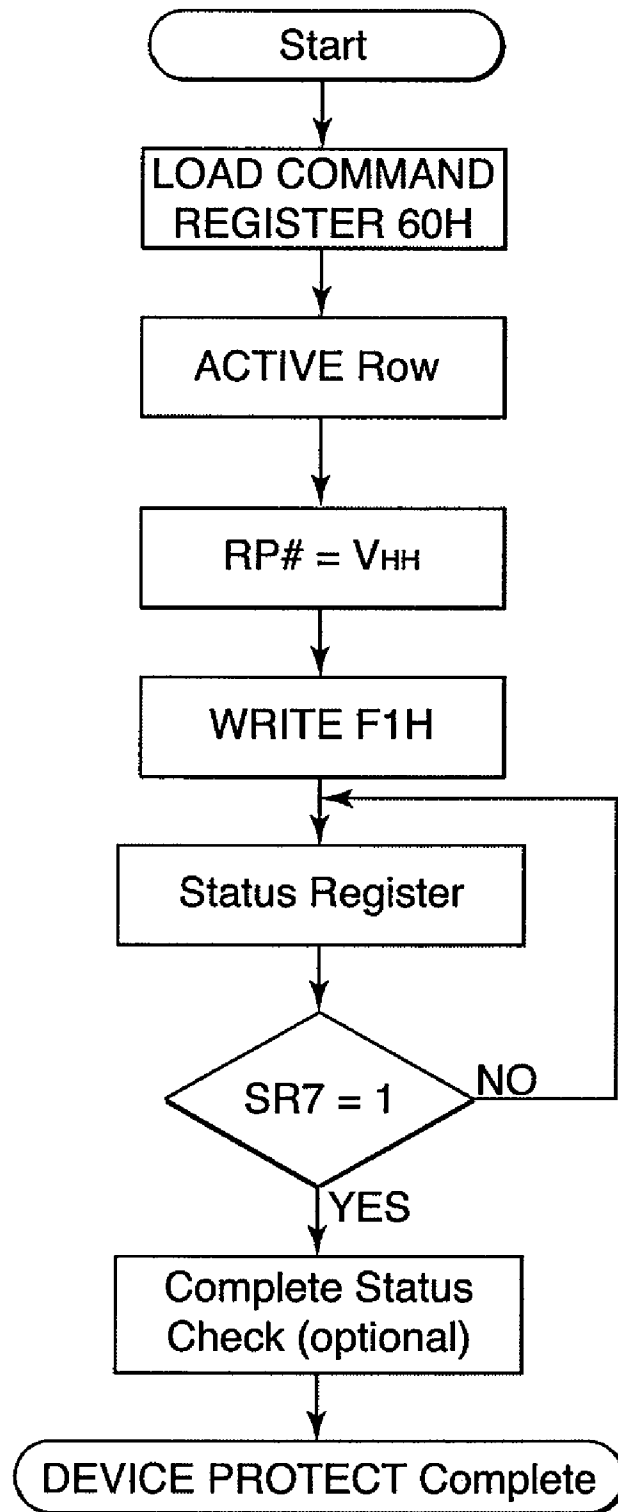 Start
LOAD COMMAND
REGISTER 60H
ACTIVE Row
RP# = VHH
WRITE F1H
Status Register
SR7 = 1
NO
YES
Complete Status
Check (optional)
DEVICE PROTECT Complete